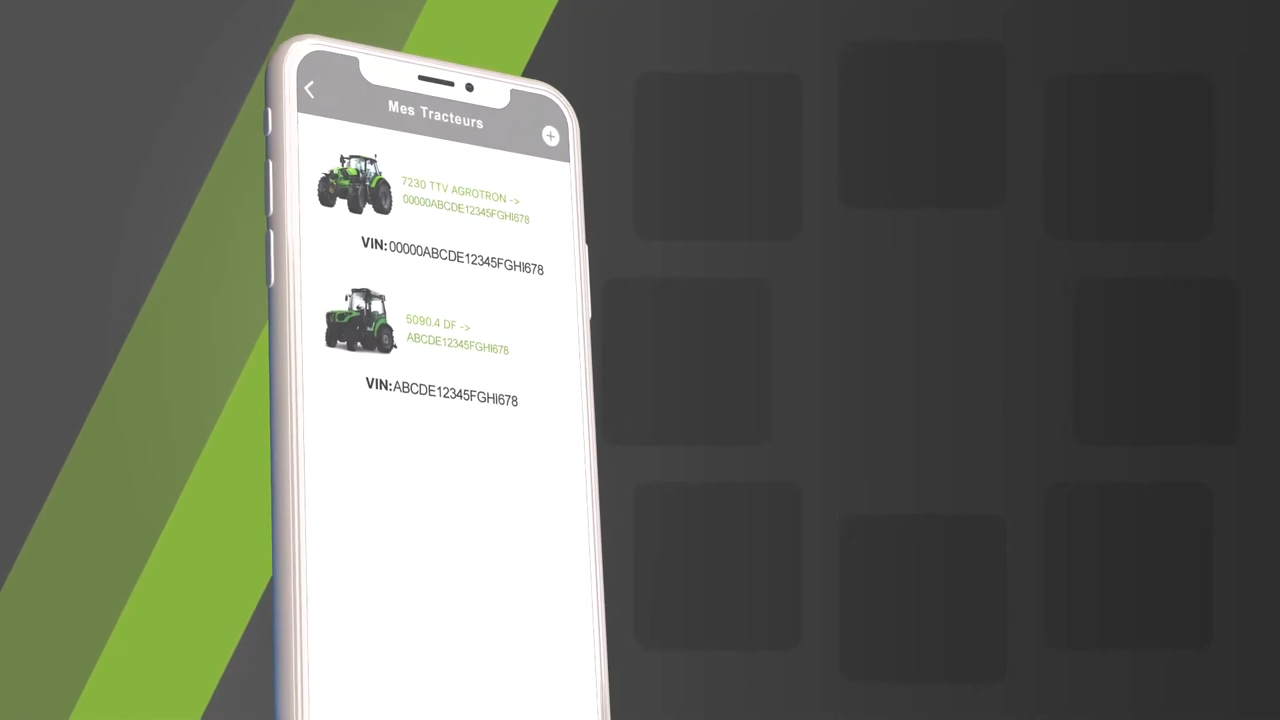 Mes Tracteurs
7230 TTV AGROTRON ->
00000ABCDE12345FGHI678
VIN:00000ABCDE12345FGHI678
5090.4 DF ->
ABCDE12345FGHI678
VIN:ABCDE12345FGHI678